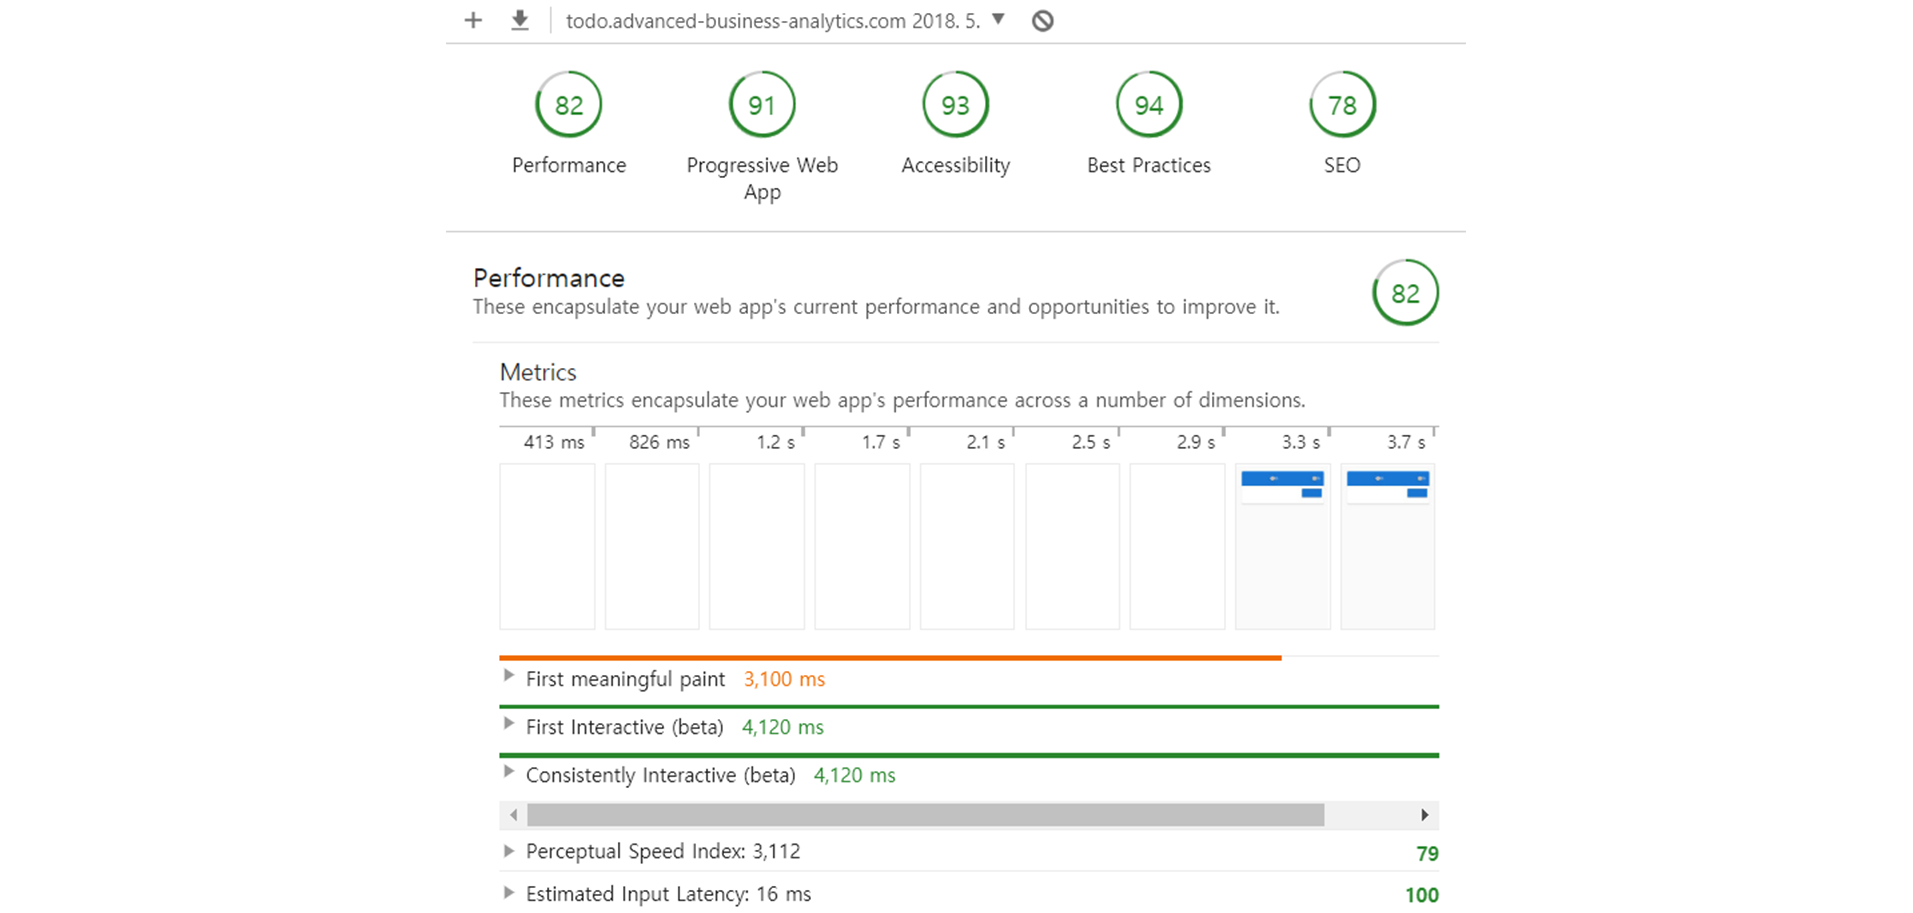 todo.advanced-business-analytics.com 2018. 5.
82 91 93 94 78
Performance Progressive Web App Accessibility Best Practices SEO
Performance
These encapsulate your web app's current performance and opportunities to improve it.
82
Metrics
These metrics encapsulate your web app's performance across a number of dimensions.
413 ms 826 ms 1.2 s 1.7 s 2.1 s 2.5 s 2.9 s 3.3 s 3.7 s
First meaningful paint 3,100 ms
First Interactive (beta) 4,120 ms
Consistently Interactive (beta) 4,120 ms
Perceptual Speed Index: 3,112 79
Estimated Input Latency: 16 ms 100